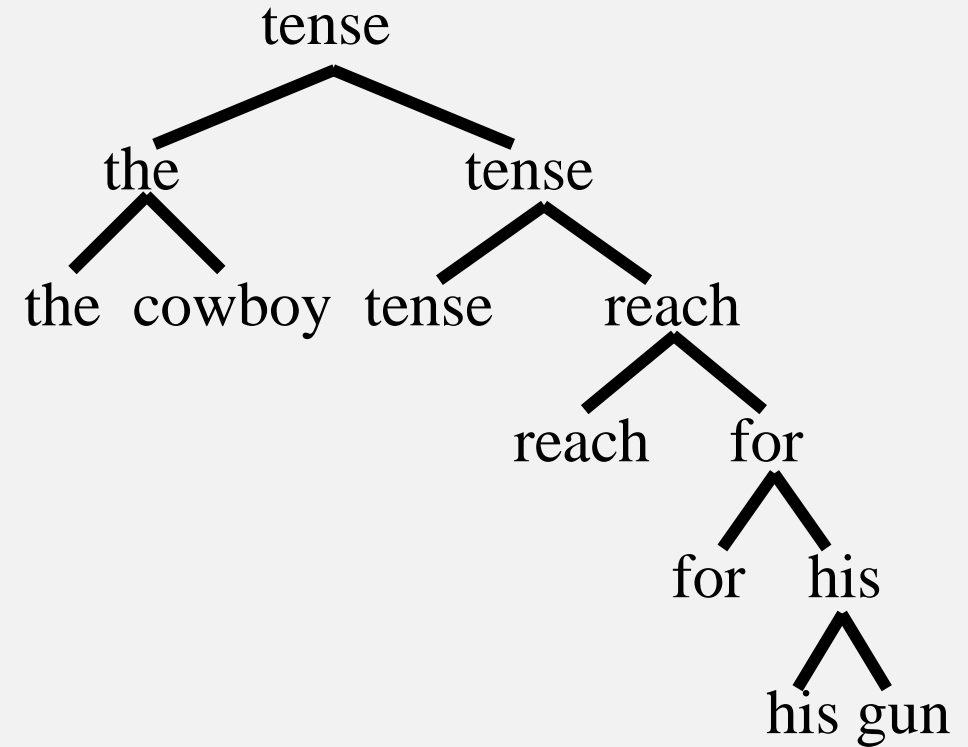 tense
the tense
the cowboy tense reach
reach for
for his
his gun